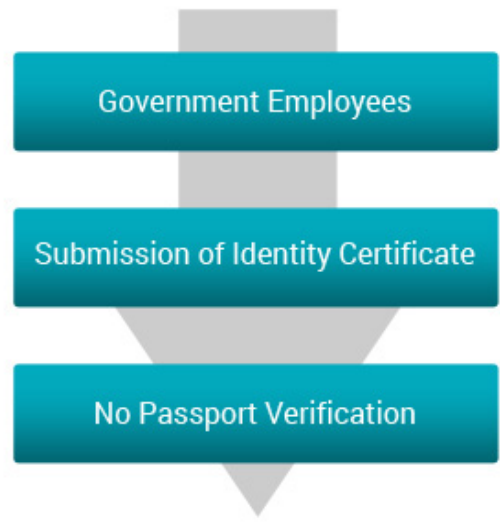 Government Employees
Submission of Identity Certificate
No Passport Verification